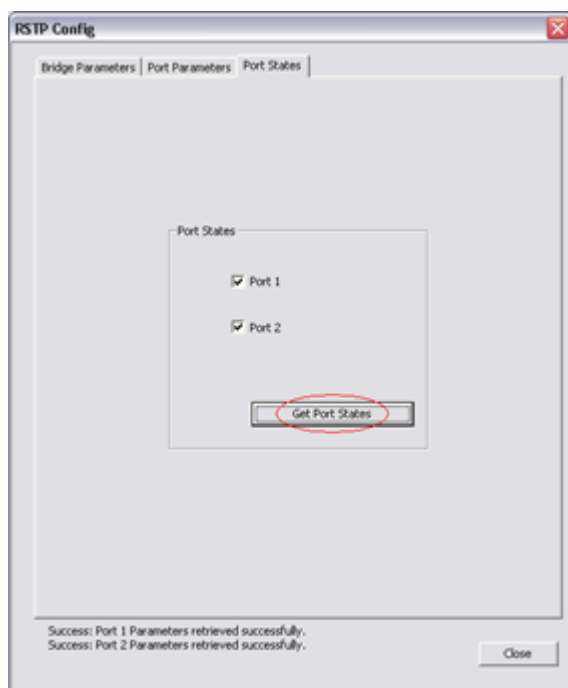 RSTP Config
Bridge Parameters Port Parameters Port States
Port States
Port 1
Port 2
Get Port States
Success: Port 1 Parameters retrieved successfully.
Success: Port 2 Parameters retrieved successfully.
Close